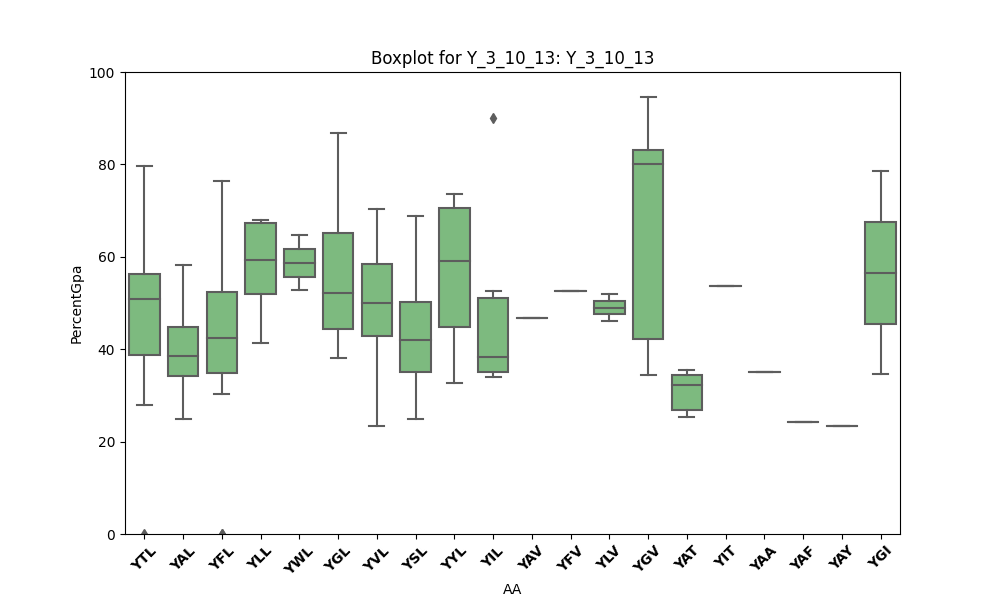 Boxplot for Y_3_10_13: Y_3_10_13
100
80
60
40
20
0
PercentGpa
YTL YAL YFL YLL YWL YGL YVL YSL YYL YIL YAV YFV YLV YGV YAT YIT YAA YAF YAY YGI
AA